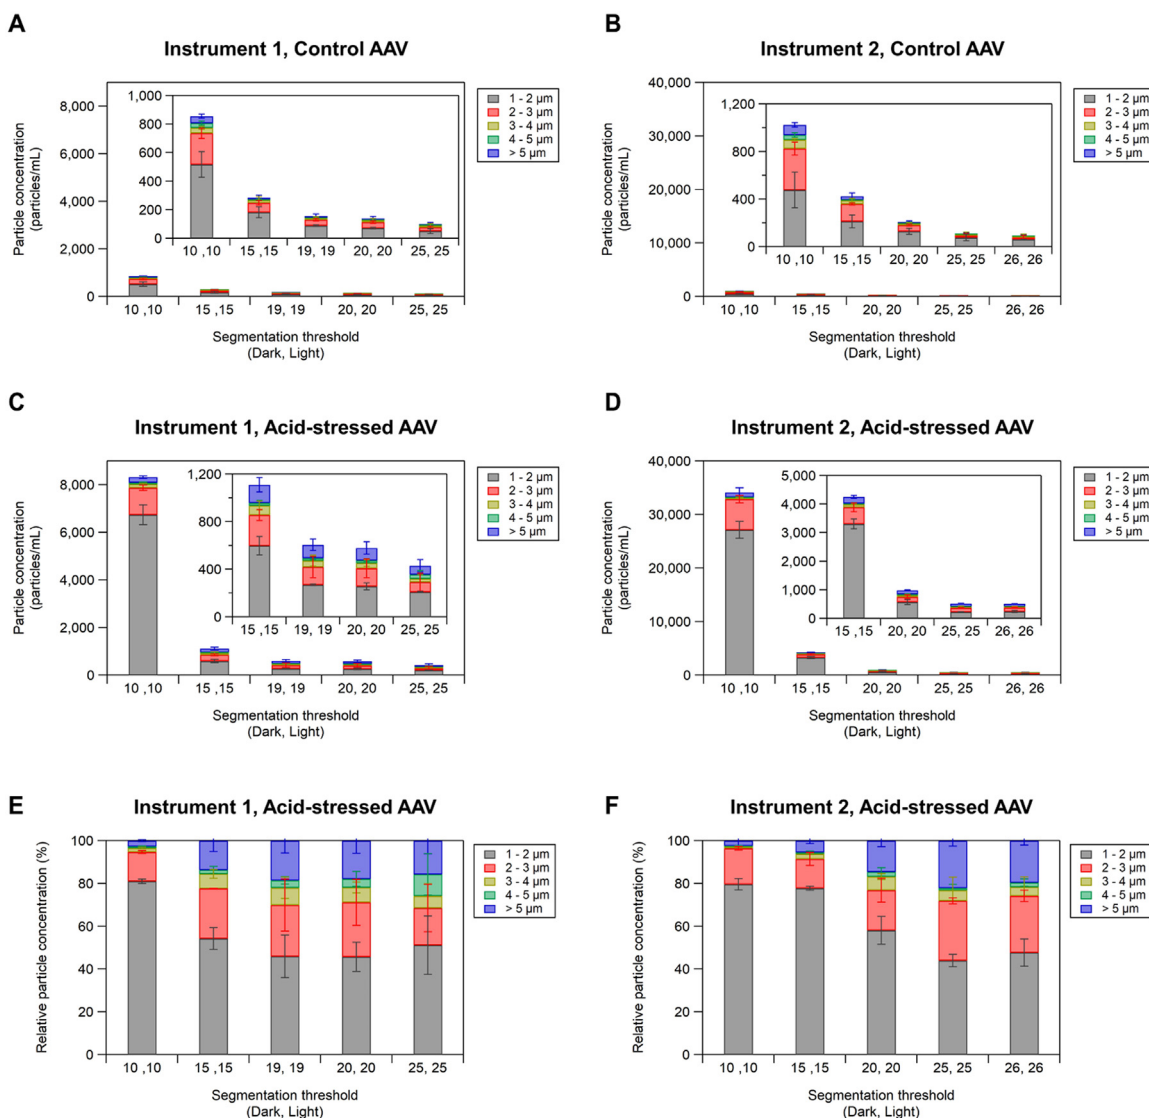 A
Instrument 1, Control AAV
Particle concentration
(particles/mL)
8,000
6,000
4,000
2,000
0
1,000
800
600
400
200
0
10 ,10
15 ,15
19, 19
20, 20
25, 25
1 - 2 µm
2 - 3 µm
3 - 4 µm
4 - 5 µm
> 5 µm
10 ,10
15 ,15
19, 19
20, 20
25, 25
Segmentation threshold
(Dark, Light)
B
Instrument 2, Control AAV
Particle concentration
(particles/mL)
40,000
30,000
20,000
10,000
0
1,200
800
400
0
10 ,10
15 ,15
20, 20
25, 25
26, 26
1 - 2 µm
2 - 3 µm
3 - 4 µm
4 - 5 µm
> 5 µm
10 ,10
15 ,15
20, 20
25, 25
26, 26
Segmentation threshold
(Dark, Light)
C
Instrument 1, Acid-stressed AAV
Particle concentration
(particles/mL)
8,000
6,000
4,000
2,000
0
1,200
800
400
0
15 ,15
19, 19
20, 20
25, 25
1 - 2 µm
2 - 3 µm
3 - 4 µm
4 - 5 µm
> 5 µm
10 ,10
15 ,15
19, 19
20, 20
25, 25
Segmentation threshold
(Dark, Light)
D
Instrument 2, Acid-stressed AAV
Particle concentration
(particles/mL)
40,000
30,000
20,000
10,000
0
5,000
4,000
3,000
2,000
1,000
0
15 ,15
20, 20
25, 25
26, 26
1 - 2 µm
2 - 3 µm
3 - 4 µm
4 - 5 µm
> 5 µm
10 ,10
15 ,15
20, 20
25, 25
26, 26
Segmentation threshold
(Dark, Light)
E
Instrument 1, Acid-stressed AAV
Relative particle concentration (%)
100
80
60
40
20
0
1 - 2 µm
2 - 3 µm
3 - 4 µm
4 - 5 µm
> 5 µm
10 ,10
15 ,15
19, 19
20, 20
25, 25
Segmentation threshold
(Dark, Light)
F
Instrument 2, Acid-stressed AAV
Relative particle concentration (%)
100
80
60
40
20
0
1 - 2 µm
2 - 3 µm
3 - 4 µm
4 - 5 µm
> 5 µm
10 ,10
15 ,15
20, 20
25, 25
26, 26
Segmentation threshold
(Dark, Light)